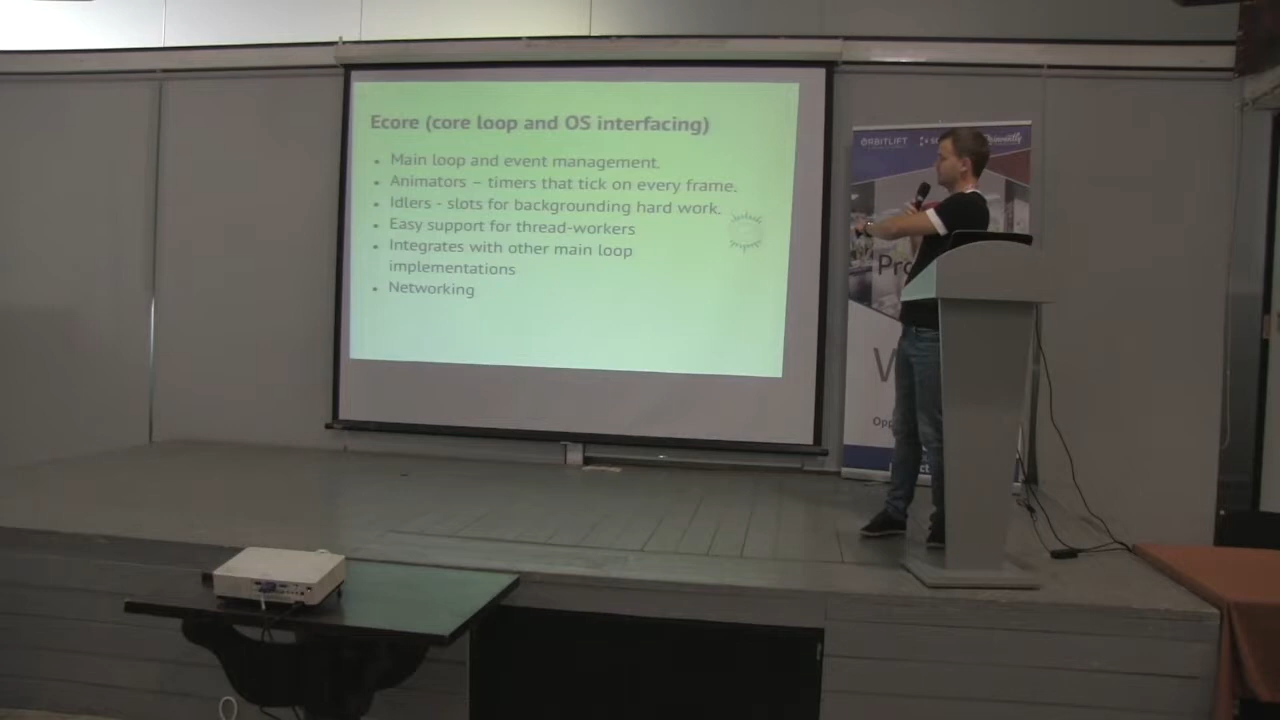 Ecore (core loop and OS interfacing)
• Main loop and event management.
• Animators – timers that tick on every frame.
• Idlers - slots for backgrounding hard work.
• Easy support for thread-workers
• Integrates with other main loop
implementations
• Networking
ORBITLIFT